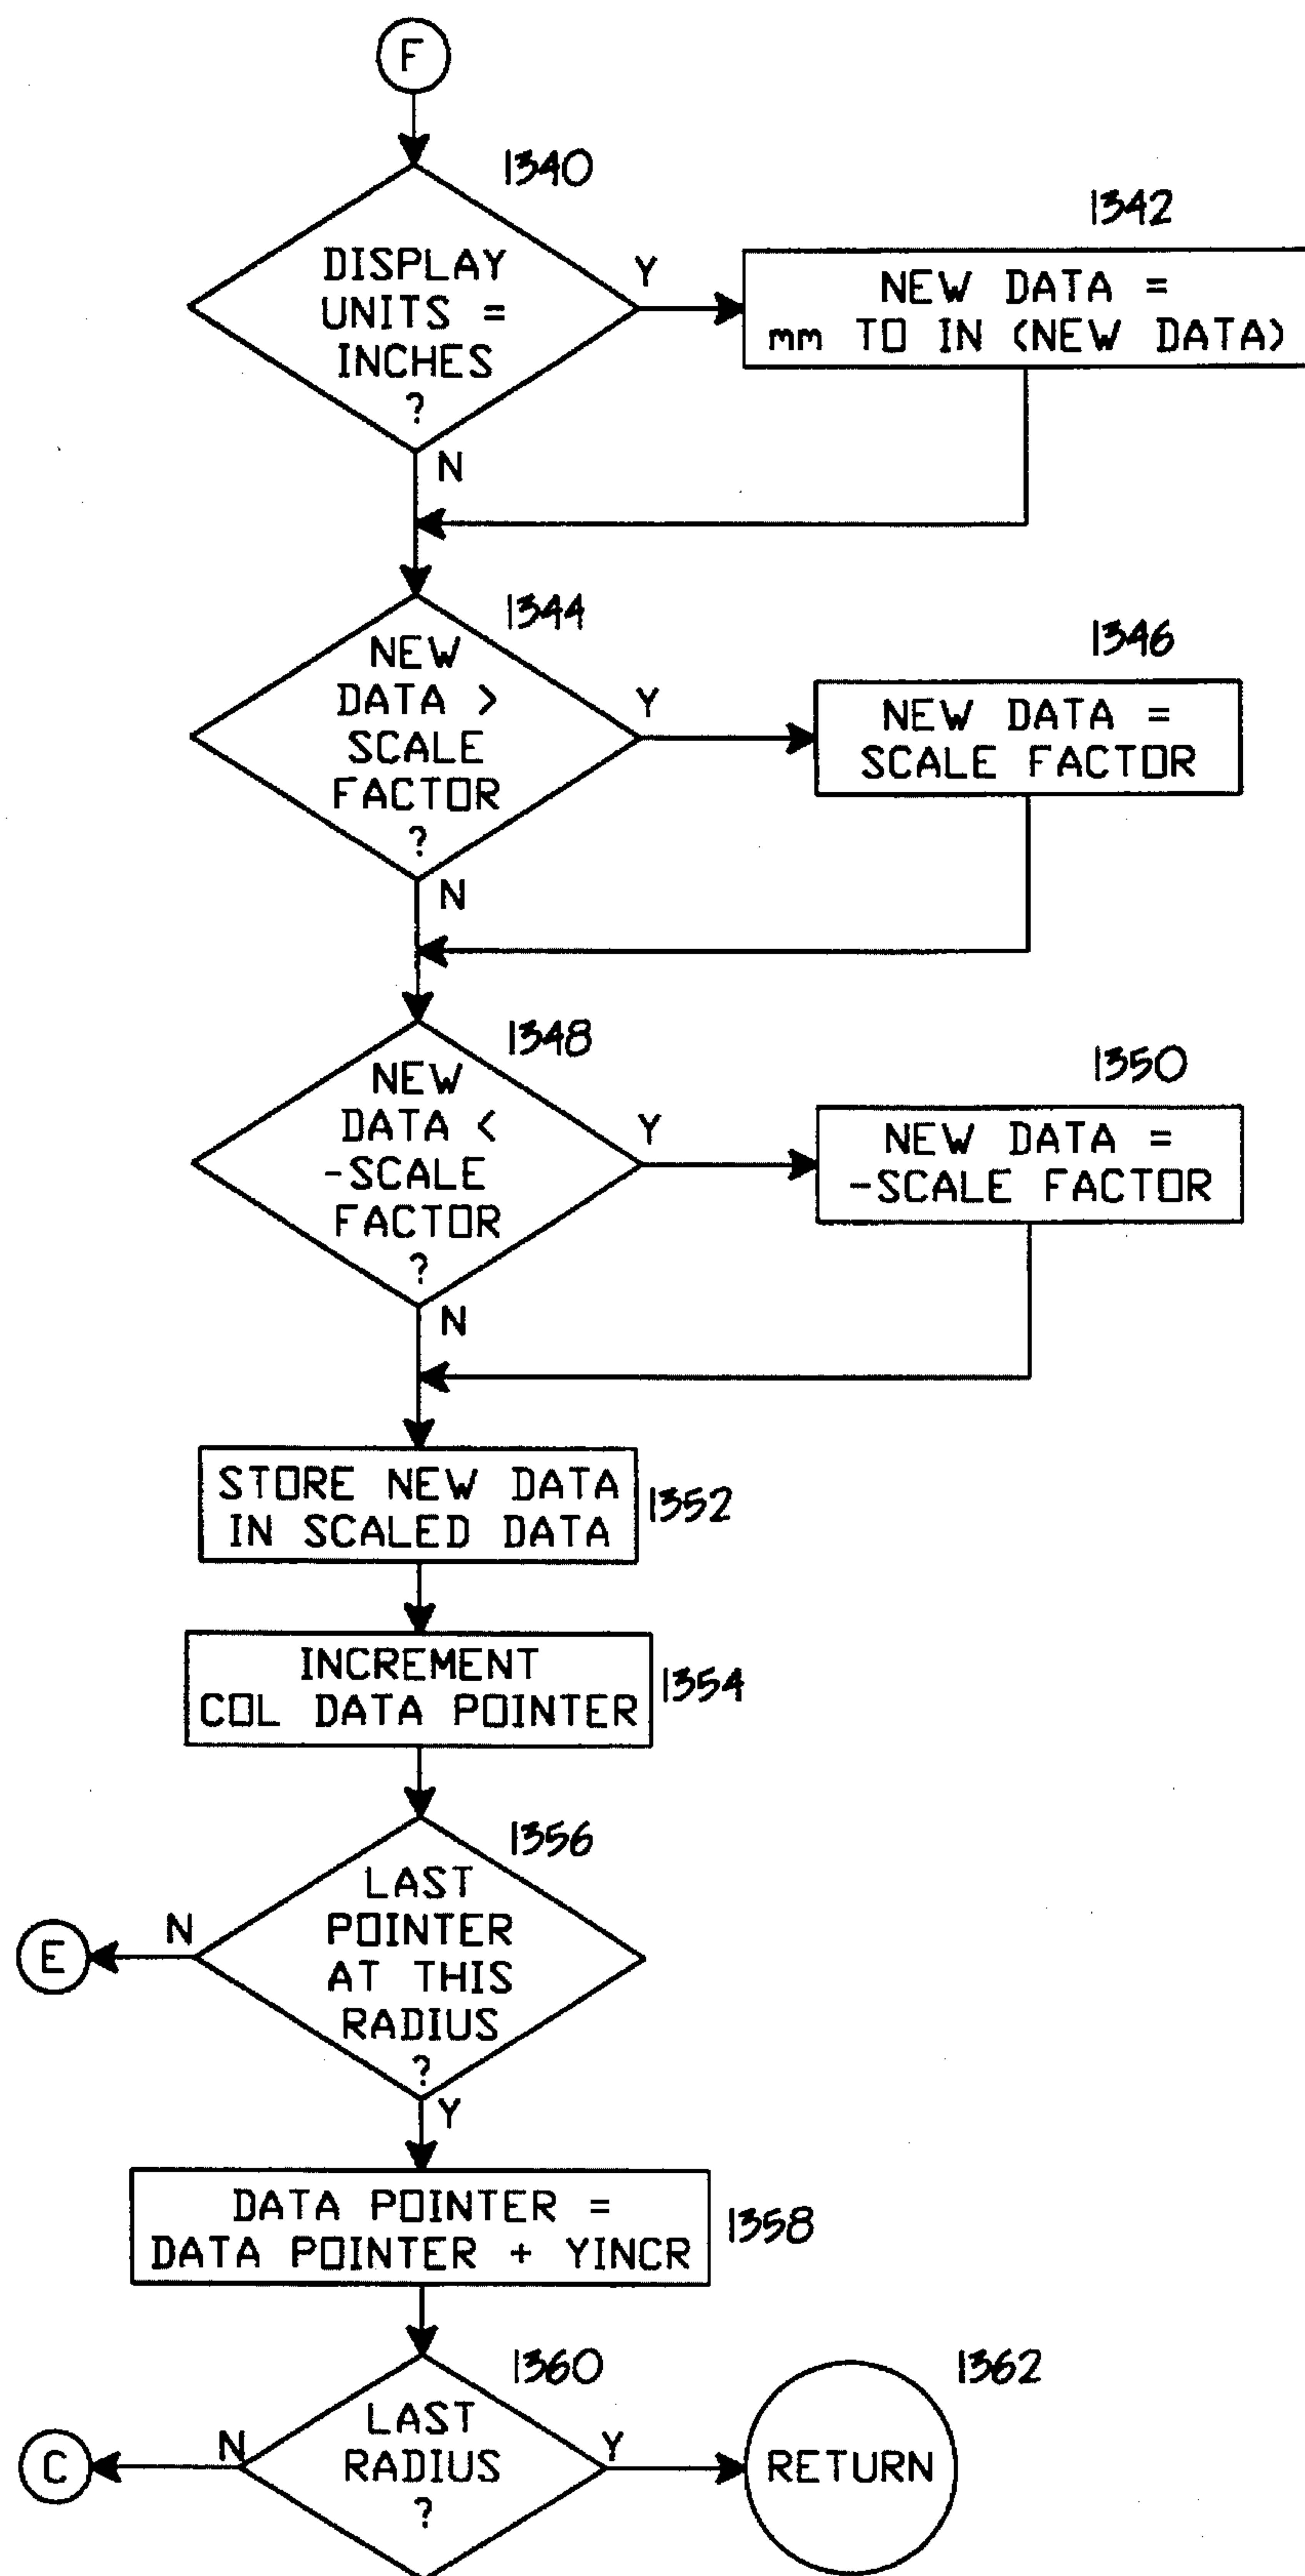 F
1340
DISPLAY
UNITS =
INCHES
?
Y
N
1342
NEW DATA =
mm TO IN (NEW DATA)
1344
NEW
DATA >
SCALE
FACTOR
?
Y
N
1346
NEW DATA =
SCALE FACTOR
1348
NEW
DATA <
-SCALE
FACTOR
?
Y
N
1350
NEW DATA =
-SCALE FACTOR
STORE NEW DATA
IN SCALED DATA
1352
INCREMENT
COL DATA POINTER
1354
1356
LAST
POINTER
AT THIS
RADIUS
?
N
E
Y
DATA POINTER =
DATA POINTER + YINCR
1358
1360
LAST
RADIUS
?
N
C
Y
1362
RETURN